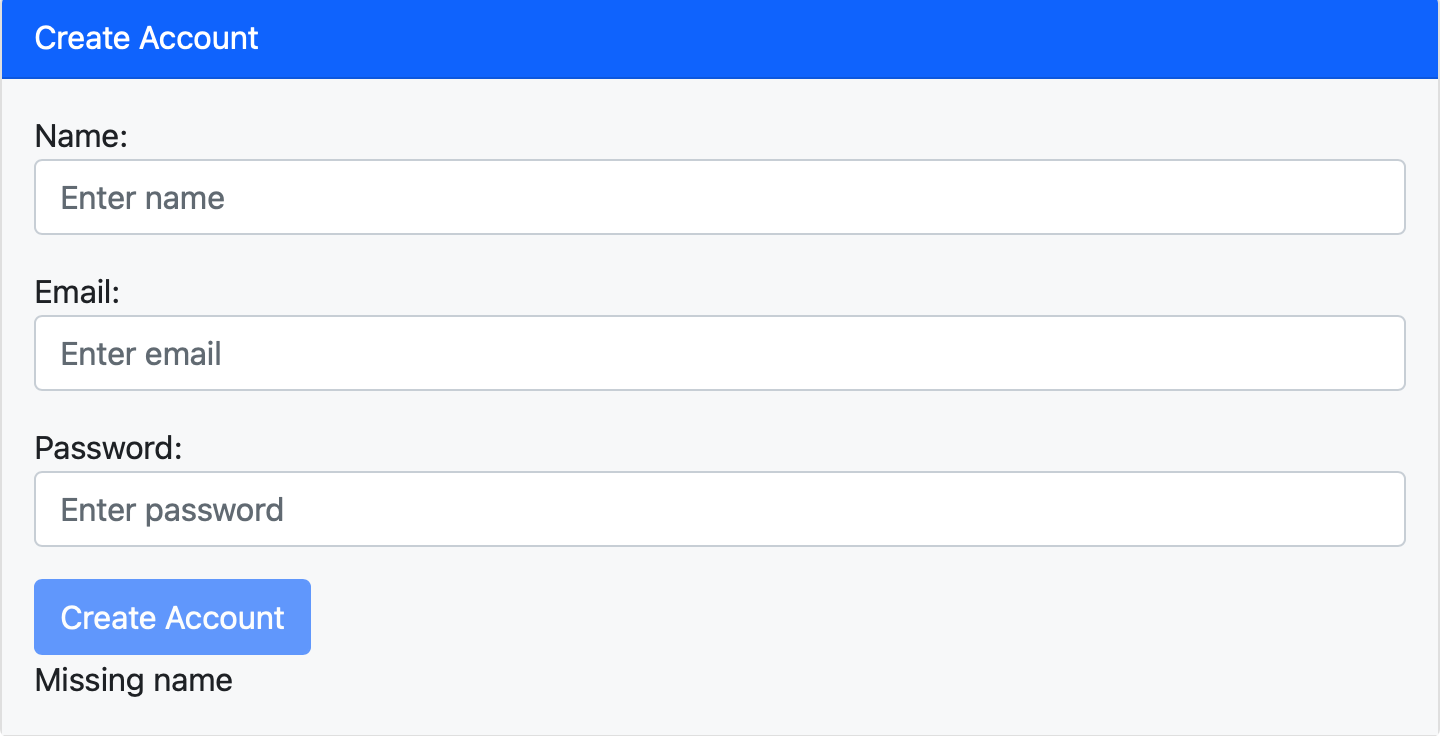 Create Account
Name:
Enter name
Email:
Enter email
Password:
Enter password
Create Account
Missing name